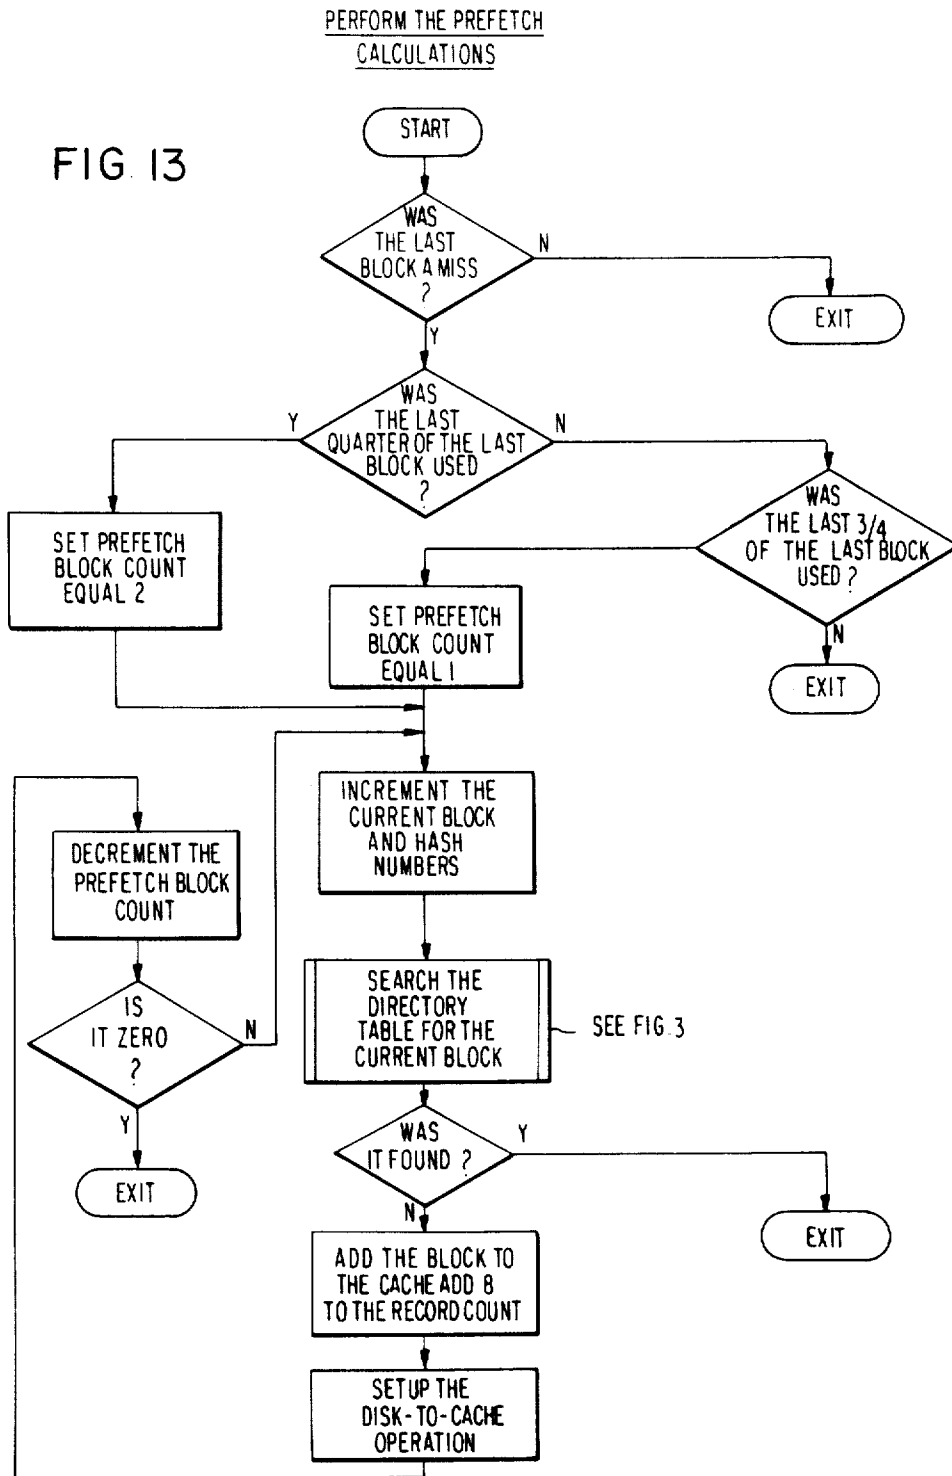 PERFORM THE PREFETCH
CALCULATIONS
FIG. 13
START
WAS
THE LAST
BLOCK A MISS
?
N
EXIT
Y
WAS
THE LAST
QUARTER OF THE LAST
BLOCK USED
?
Y
N
WAS
THE LAST 3/4
OF THE LAST BLOCK
USED ?
N
EXIT
SET PREFETCH
BLOCK COUNT
EQUAL 2
SET PREFETCH
BLOCK COUNT
EQUAL 1
INCREMENT THE
CURRENT BLOCK
AND HASH
NUMBERS
DECREMENT THE
PREFETCH BLOCK
COUNT
IS
IT ZERO
?
N
Y
EXIT
SEARCH THE
DIRECTORY
TABLE FOR THE
CURRENT BLOCK
SEE FIG. 3
WAS
IT FOUND ?
Y
EXIT
N
ADD THE BLOCK TO
THE CACHE ADD 8
TO THE RECORD COUNT
SETUP THE
DISK-TO-CACHE
OPERATION